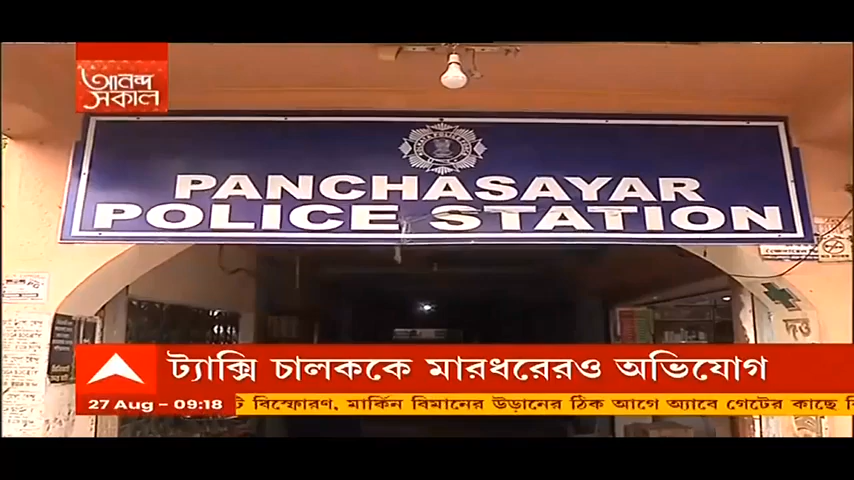 আনন্দ
সকাল
PANCHASAYAR
POLICE STATION
ট্যাক্সি চালককে মারধরেরও অভিযোগ
27 Aug – 09:18
বিস্ফোরণ, মার্কিন বিমানের উড়ানের ঠিক আগে অ্যাবে গেটের কাছে